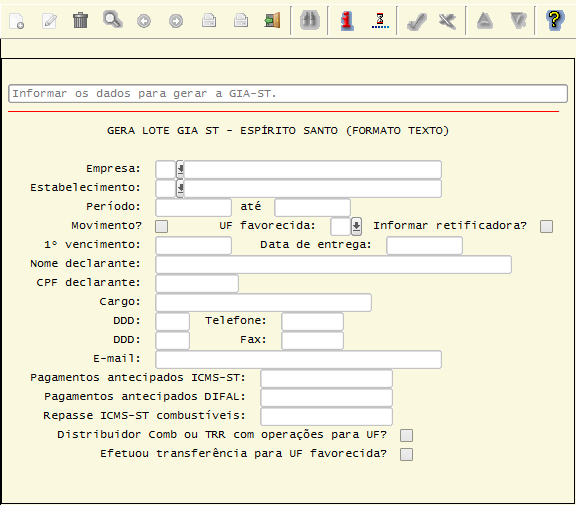 Informar os dados para gerar a GIA-ST.
GERA LOTE GIA ST - ESPÍRITO SANTO (FORMATO TEXTO)
Empresa:
Estabelecimento:
Período: até
Movimento? UF favorecida: Informar retificadora?
1º vencimento: Data de entrega:
Nome declarante:
CPF declarante:
Cargo:
DDD: Telefone:
DDD: Fax:
E-mail:
Pagamentos antecipados ICMS-ST:
Pagamentos antecipados DIFAL:
Repasse ICMS-ST combustíveis:
Distribuidor Comb ou TRR com operações para UF?
Efetuou transferência para UF favorecida?